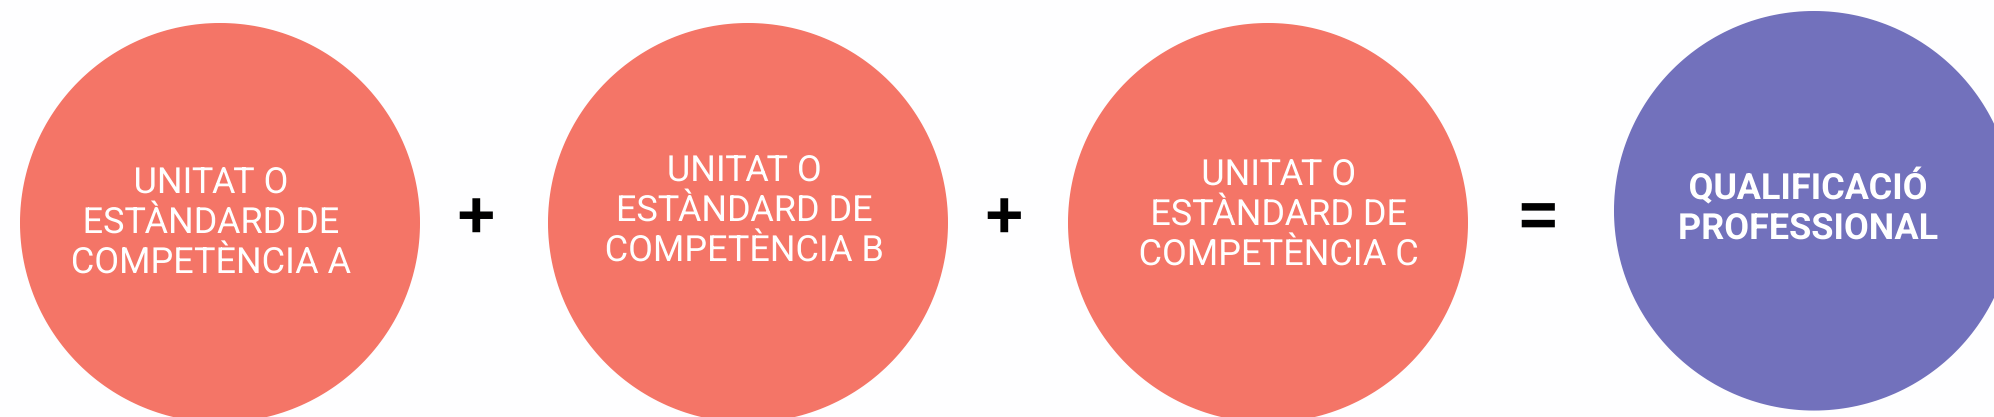 UNITAT O
ESTÀNDARD DE
COMPETÈNCIA A
+
UNITAT O
ESTÀNDARD DE
COMPETÈNCIA B
+
UNITAT O
ESTÀNDARD DE
COMPETÈNCIA C
=
QUALIFICACIÓ
PROFESSIONAL